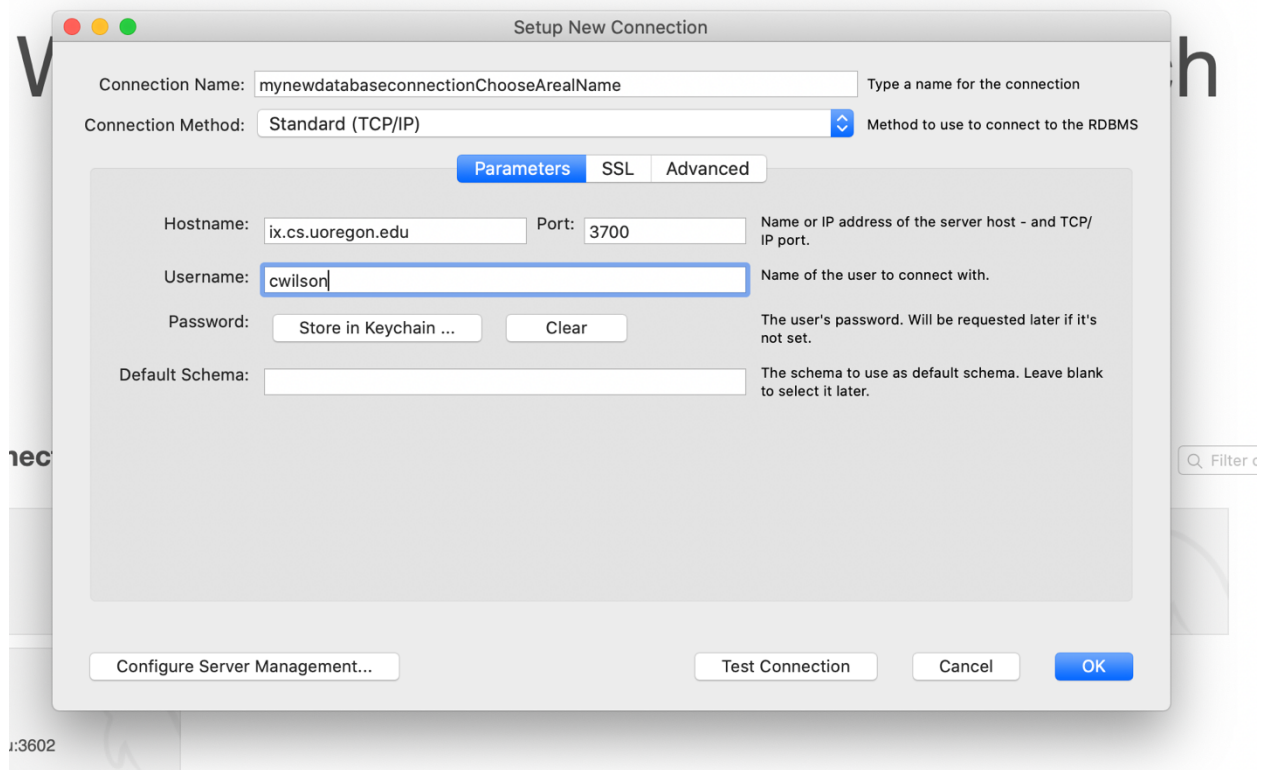 Setup New Connection
W
ch
Connection Name: mynewdatabaseconnectionChooseArealName Type a name for the connection
Connection Method: Standard (TCP/IP) Method to use to connect to the RDBMS
Parameters SSL Advanced
Hostname: ix.cs.uoregon.edu Port: 3700 Name or IP address of the server host - and TCP/
IP port.
Username: cwilson Name of the user to connect with.
Password: Store in Keychain ... Clear The user's password. Will be requested later if it's
not set.
Default Schema: The schema to use as default schema. Leave blank
to select it later.
nec
Filter c
Configure Server Management... Test Connection Cancel OK
u:3602